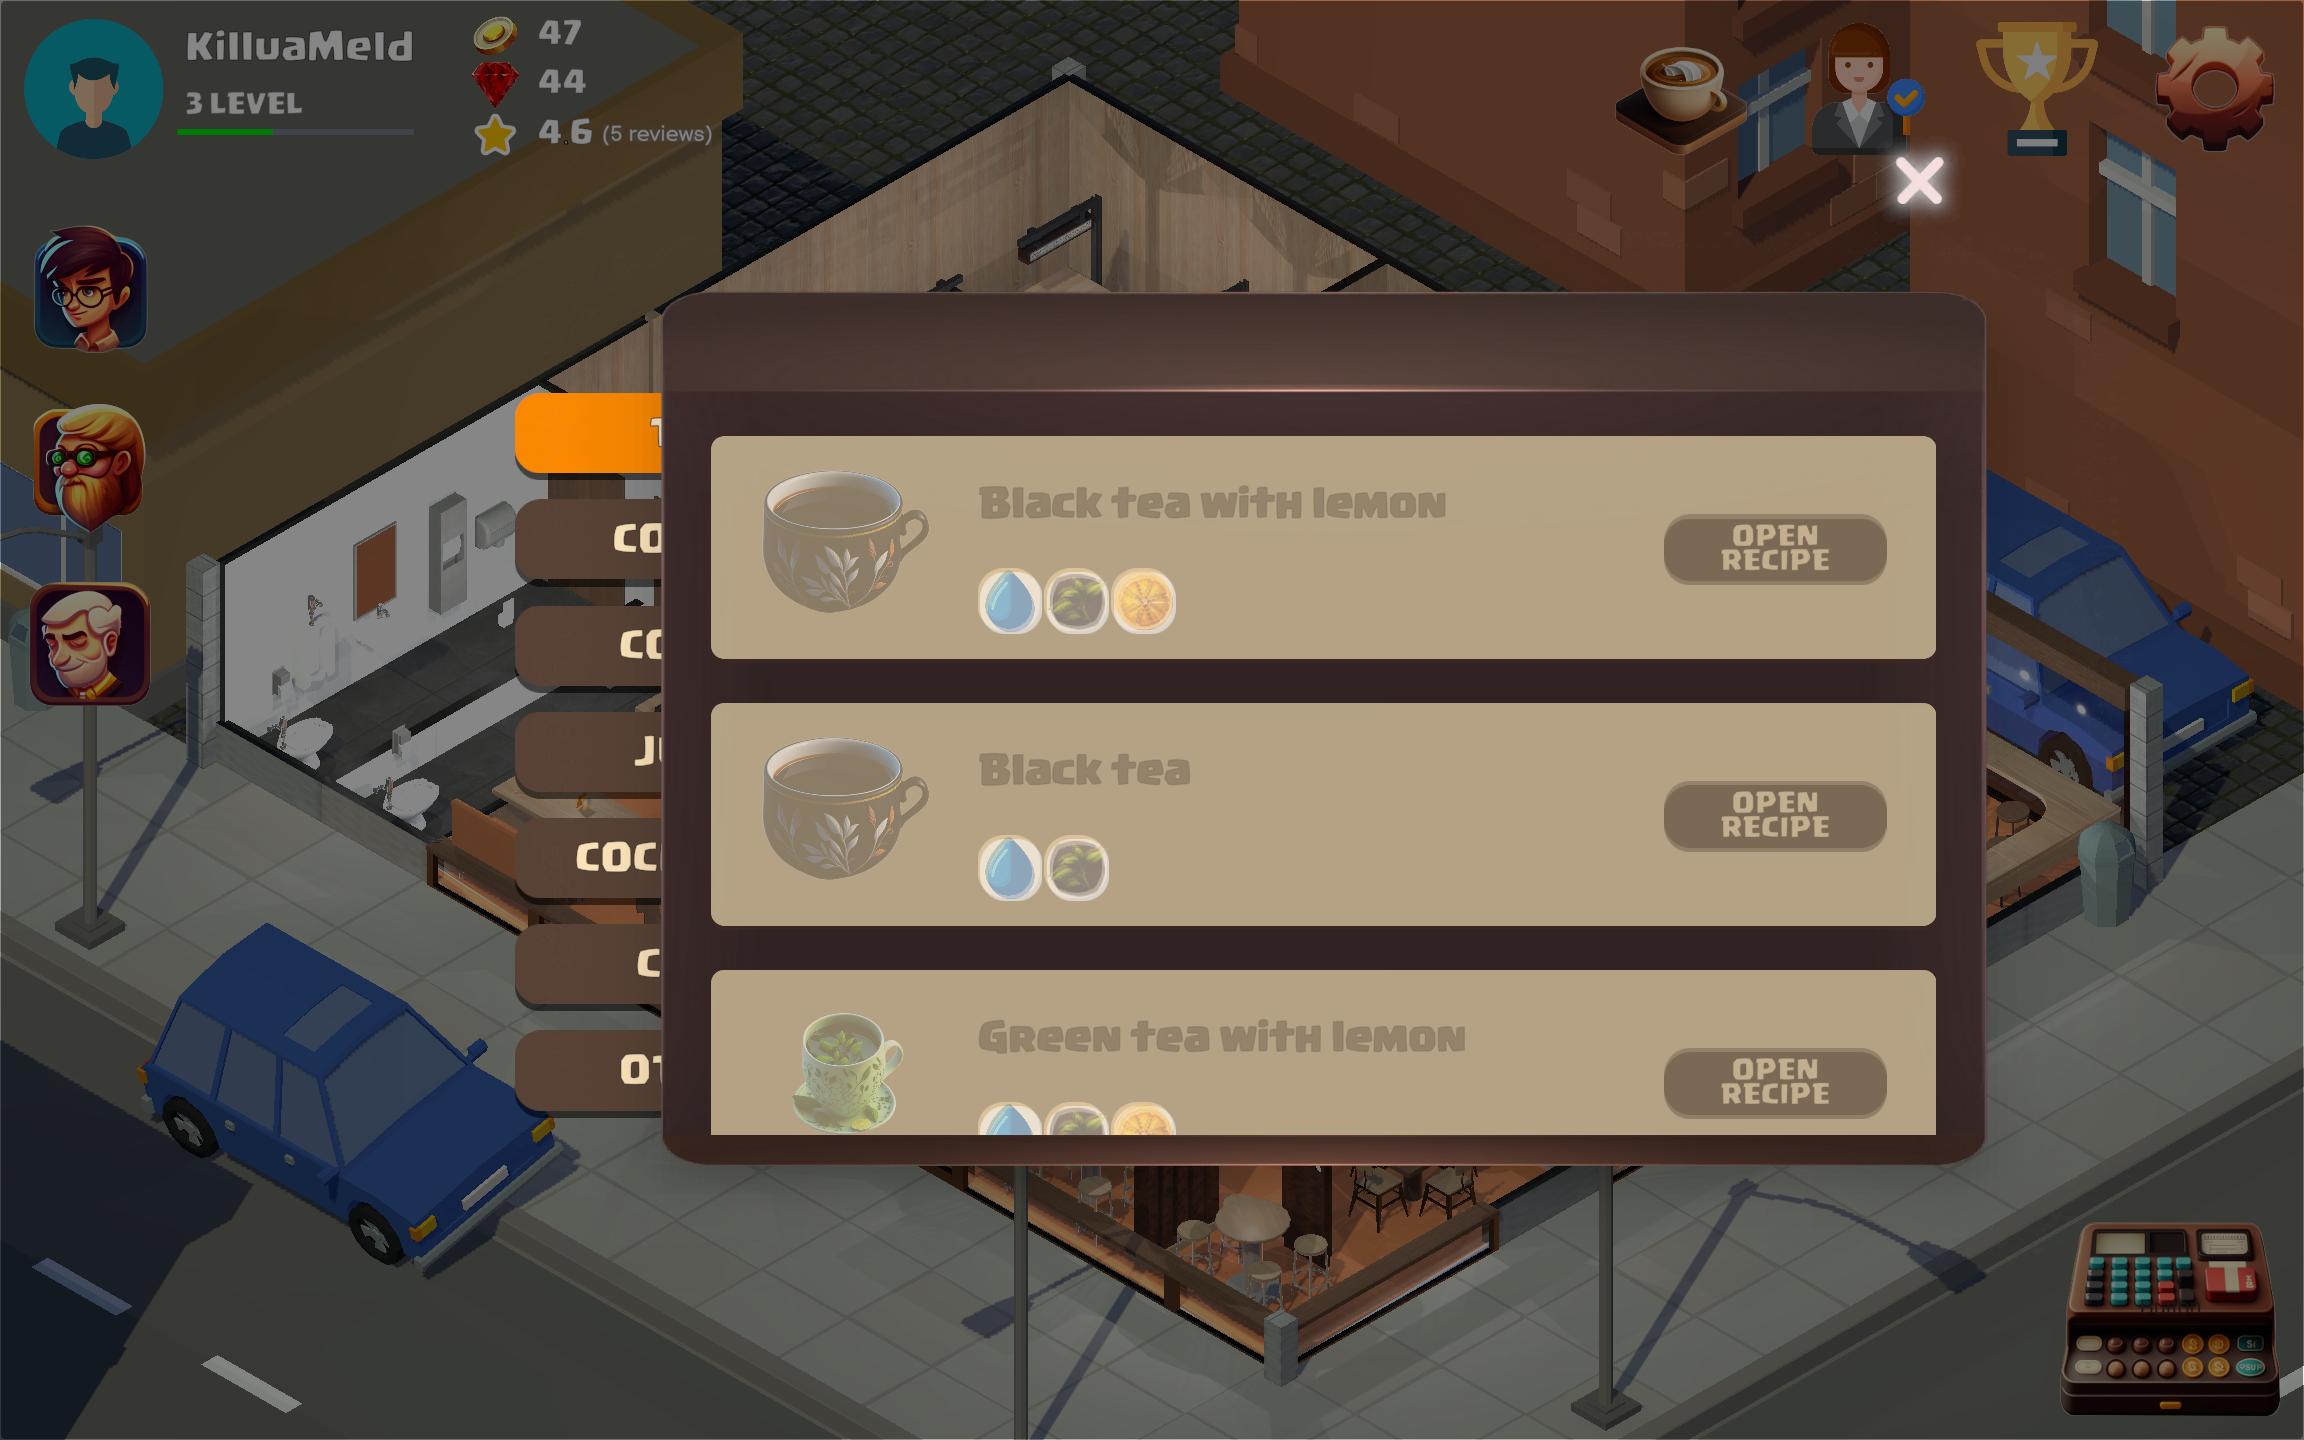 KilluaMeld
3 LEVEL
47
44
4.6 (5 reviews)
Black tea with lemon
OPEN
RECIPE
Black tea
OPEN
RECIPE
Green tea with lemon
OPEN
RECIPE